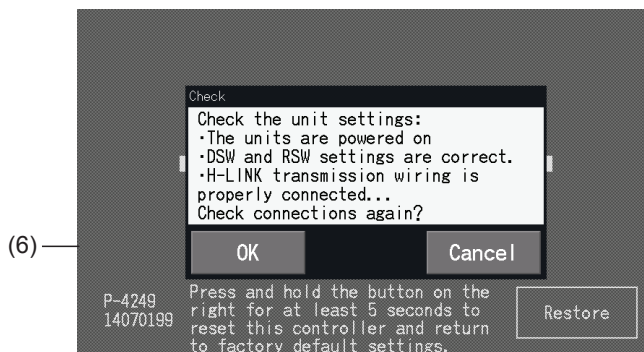 Check
Check the unit settings:
・The units are powered on
・DSW and RSW settings are correct.
・H-LINK transmission wiring is
properly connected...
Check connections again?
(6)
OK
Cancel
P-4249
14070199
Press and hold the button on the
right for at least 5 seconds to
reset this controller and return
to factory default settings.
Restore